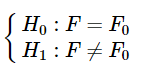 H₀ : F = F₀
H₁ : F ≠ F₀